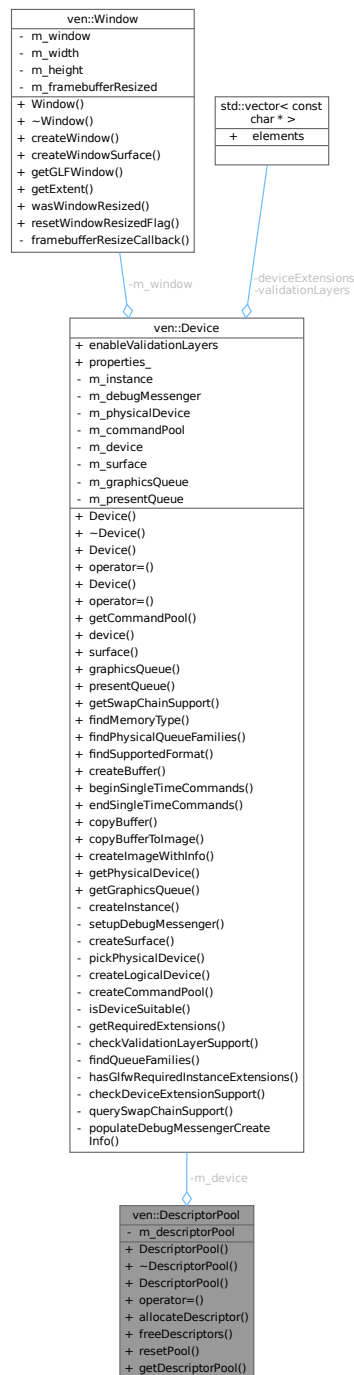 ven::Window
- m_window
- m_width
- m_height
- m_framebufferResized
+ Window()
+ ~Window()
+ createWindow()
+ createWindowSurface()
+ getGLFWindow()
+ getExtent()
+ wasWindowResized()
+ resetWindowResizedFlag()
- framebufferResizeCallback()
std::vector< const
char * >
+ elements
-m_window
-deviceExtensions
-validationLayers
ven::Device
+ enableValidationLayers
+ properties_
- m_instance
- m_debugMessenger
- m_physicalDevice
- m_commandPool
- m_device
- m_surface
- m_graphicsQueue
- m_presentQueue
+ Device()
+ ~Device()
+ Device()
+ operator=()
+ Device()
+ operator=()
+ getCommandPool()
+ device()
+ surface()
+ graphicsQueue()
+ presentQueue()
+ getSwapChainSupport()
+ findMemoryType()
+ findPhysicalQueueFamilies()
+ findSupportedFormat()
+ createBuffer()
+ beginSingleTimeCommands()
+ endSingleTimeCommands()
+ copyBuffer()
+ copyBufferToImage()
+ createImageWithInfo()
+ getPhysicalDevice()
+ getGraphicsQueue()
- createInstance()
- setupDebugMessenger()
- createSurface()
- pickPhysicalDevice()
- createLogicalDevice()
- createCommandPool()
- isDeviceSuitable()
- getRequiredExtensions()
- checkValidationLayerSupport()
- findQueueFamilies()
- hasGlfwRequiredInstanceExtensions()
- checkDeviceExtensionSupport()
- querySwapChainSupport()
- populateDebugMessengerCreate
Info()
-m_device
ven::DescriptorPool
- m_descriptorPool
+ DescriptorPool()
+ ~DescriptorPool()
+ DescriptorPool()
+ operator=()
+ allocateDescriptor()
+ freeDescriptors()
+ resetPool()
+ getDescriptorPool()